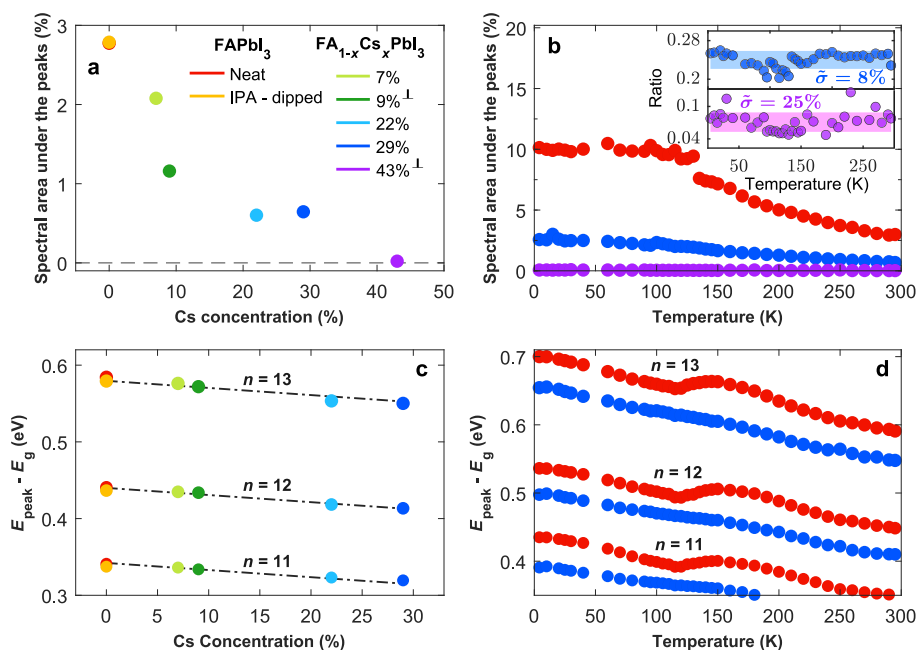 3
2
1
0
Spectral area under the peaks (%)
a
FAPbI3
Neat
IPA - dipped
FA1-xCsxPbI3
7%
9%⊥
22%
29%
43%⊥
0 10 20 30 40 50
Cs concentration (%)
20
15
10
5
0
Spectral area under the peaks (%)
b
0.28
0.2
σ̃ = 8%
Ratio
0.1
0.04
σ̃ = 25%
50 150 250
Temperature (K)
0 50 100 150 200 250 300
Temperature (K)
0.6
0.5
0.4
0.3
Epeak - Eg (eV)
c
n = 13
n = 12
n = 11
0 5 10 15 20 25 30
Cs Concentration (%)
0.7
0.6
0.5
0.4
Epeak - Eg (eV)
d
n = 13
n = 12
n = 11
0 50 100 150 200 250 300
Temperature (K)